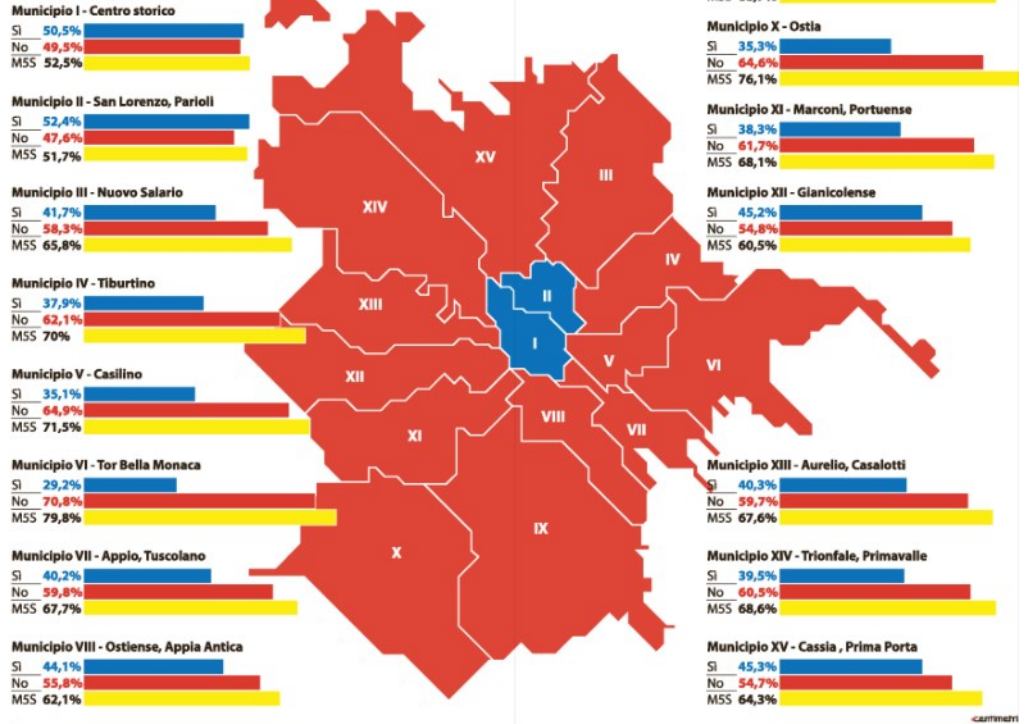 Municipio I - Centro storico
Sì 50,5%
No 49,5%
M5S 52,5%
Municipio II - San Lorenzo, Parioli
Sì 52,4%
No 47,6%
M5S 51,7%
Municipio III - Nuovo Salario
Sì 41,7%
No 58,3%
M5S 65,8%
Municipio IV - Tiburtino
Sì 37,9%
No 62,1%
M5S 70%
Municipio V - Casilino
Sì 35,1%
No 64,9%
M5S 71,5%
Municipio VI - Tor Bella Monaca
Sì 29,2%
No 70,8%
M5S 79,8%
Municipio VII - Appio, Tuscolano
Sì 40,2%
No 59,8%
M5S 67,7%
Municipio VIII - Ostiense, Appia Antica
Sì 44,1%
No 55,8%
M5S 62,1%
XV
III
XIV
IV
II
XIII
I
V
VI
XII
VIII
VII
XI
IX
X
M5S
Municipio X - Ostia
Sì 35,3%
No 64,6%
M5S 76,1%
Municipio XI - Marconi, Portuense
Sì 38,3%
No 61,7%
M5S 68,1%
Municipio XII - Gianicolense
Sì 45,2%
No 54,8%
M5S 60,5%
Municipio XIII - Aurelio, Casalotti
Sì 40,3%
No 59,7%
M5S 67,6%
Municipio XIV - Trionfale, Primavalle
Sì 39,5%
No 60,5%
M5S 68,6%
Municipio XV - Cassia , Prima Porta
Sì 45,3%
No 54,7%
M5S 64,3%
centimetri